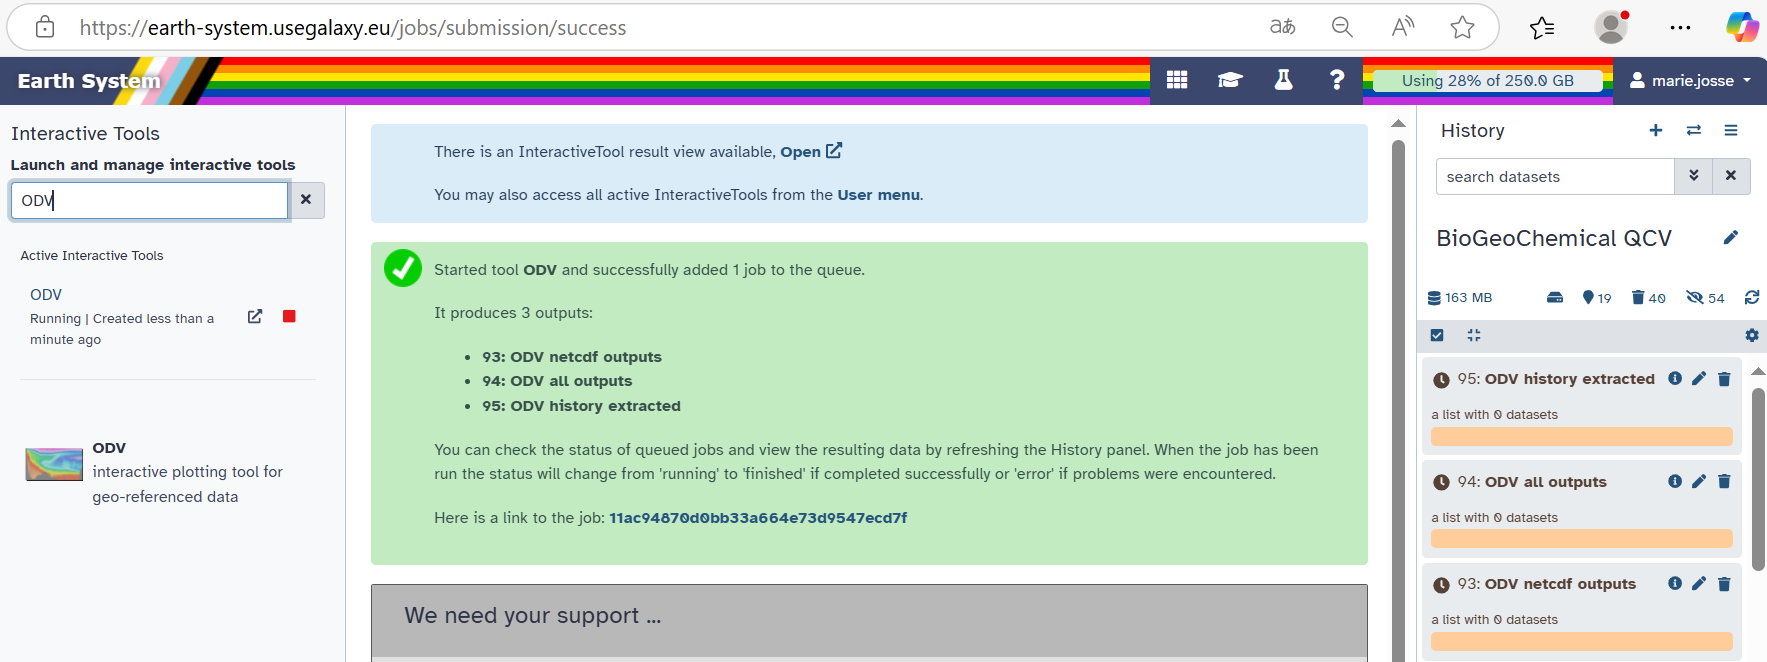 https://earth-system.usegalaxy.eu/jobs/submission/success
Earth System
Using 28% of 250.0 GB
marie.josse
Interactive Tools
Launch and manage interactive tools
ODV
Active Interactive Tools
ODV
Running | Created less than a
minute ago
ODV
interactive plotting tool for
geo-referenced data
There is an InteractiveTool result view available, Open
You may also access all active InteractiveTools from the User menu.
Started tool ODV and successfully added 1 job to the queue.
It produces 3 outputs:
• 93: ODV netcdf outputs
• 94: ODV all outputs
• 95: ODV history extracted
You can check the status of queued jobs and view the resulting data by refreshing the History panel. When the job has been
run the status will change from 'running' to 'finished' if completed successfully or 'error' if problems were encountered.
Here is a link to the job: 11ac94870d0bb33a664e73d9547ecd7f
We need your support ...
History
search datasets
BioGeoChemical QCV
163 MB
19
40
54
95: ODV history extracted
a list with 0 datasets
94: ODV all outputs
a list with 0 datasets
93: ODV netcdf outputs
a list with 0 datasets